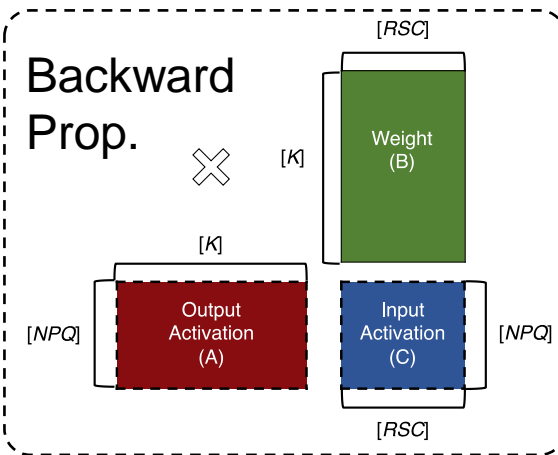 Backward
Prop.
[RSC]
[K]
Weight
(B)
[K]
[NPQ]
Output
Activation
(A)
Input
Activation
(C)
[NPQ]
[RSC]